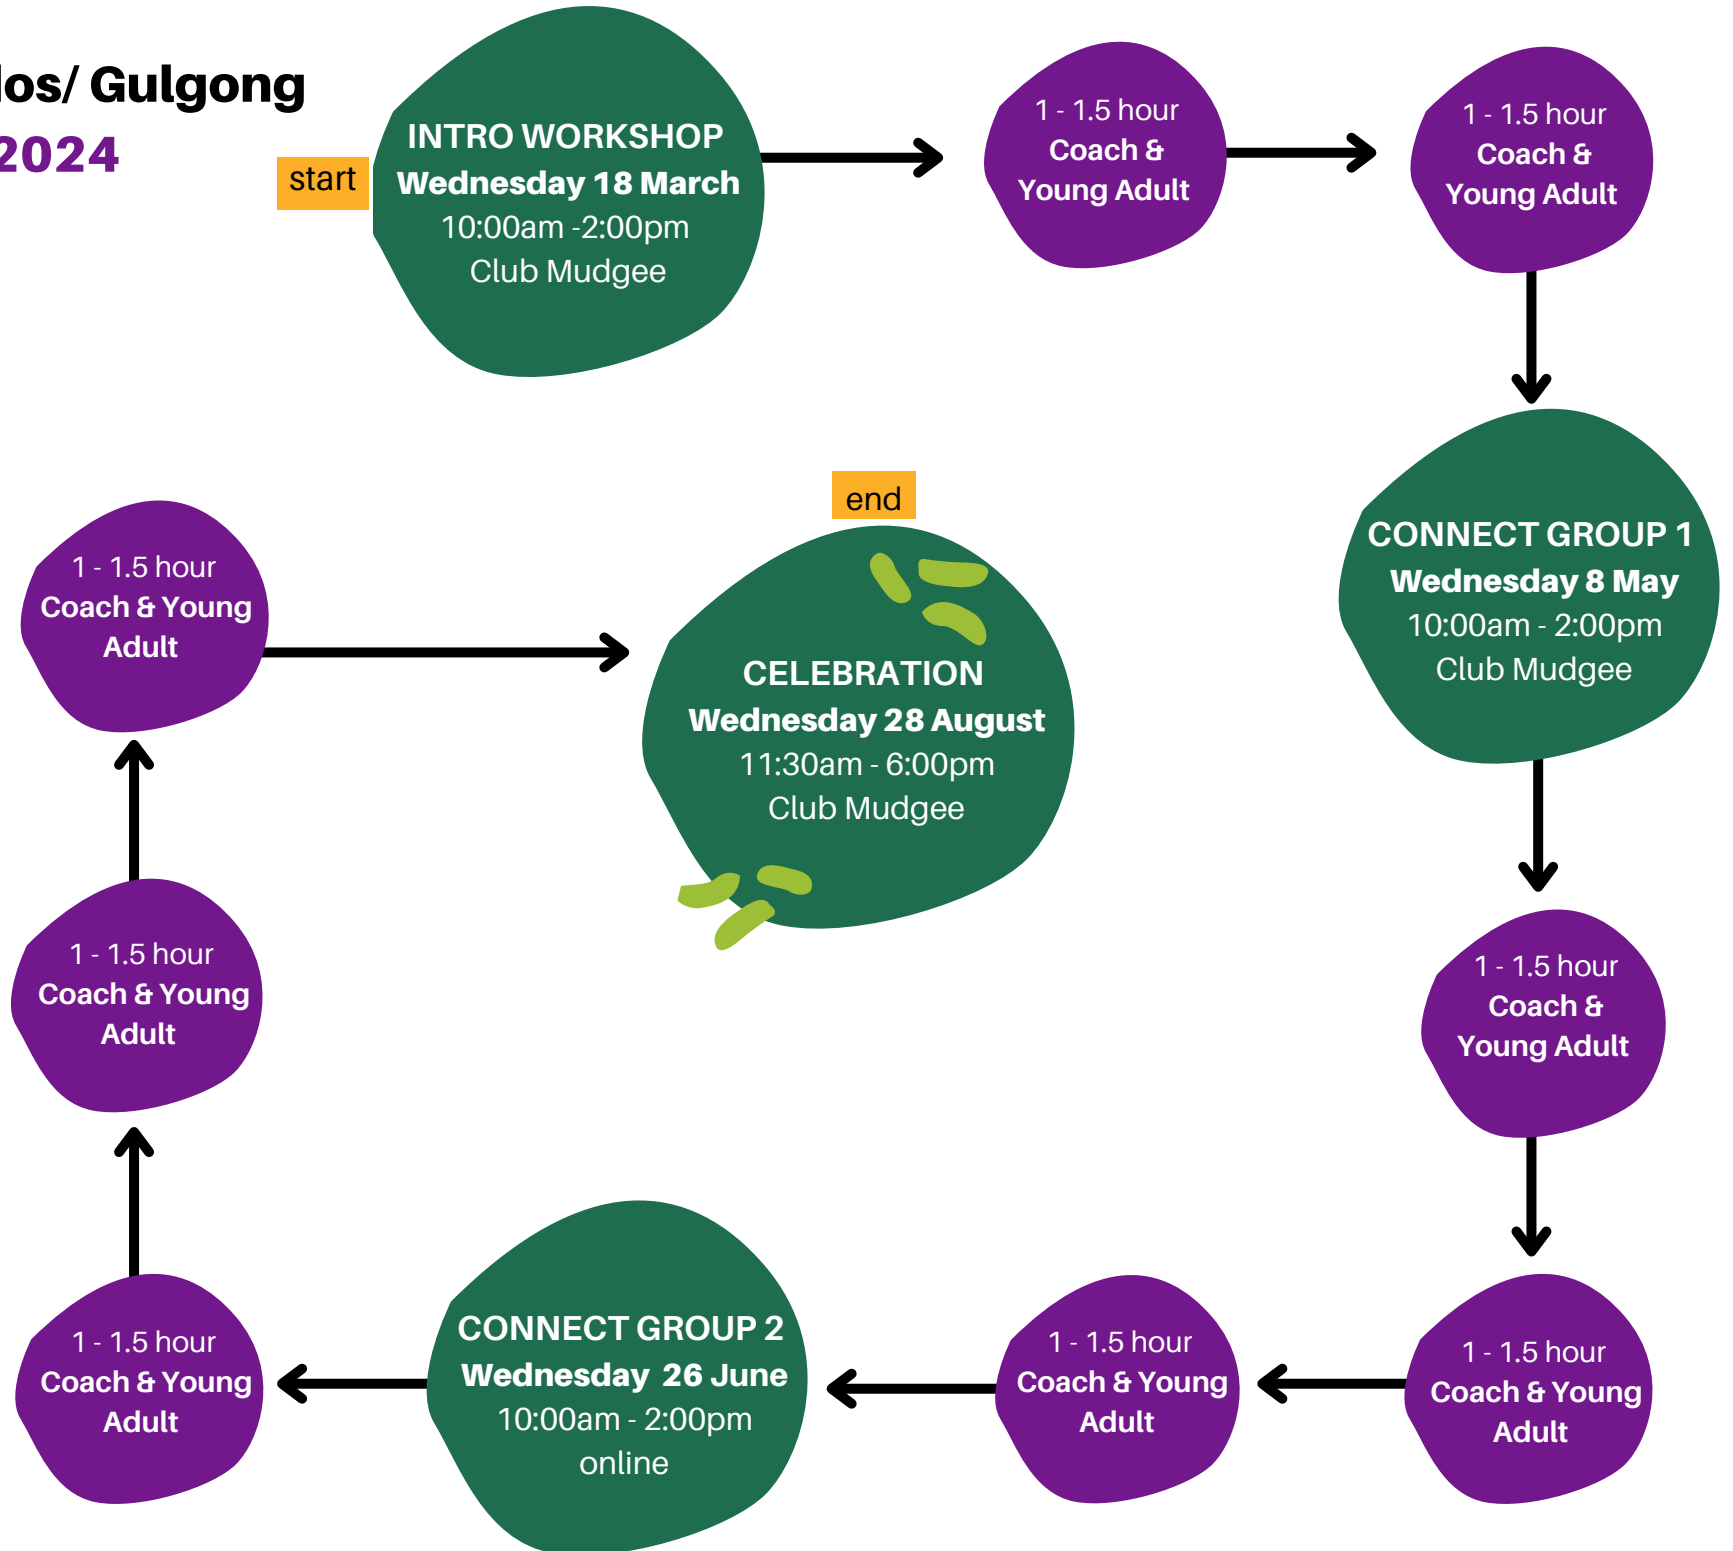 los/ Gulgong
2024
start
INTRO WORKSHOP
Wednesday 18 March
10:00am -2:00pm
Club Mudgee
1 - 1.5 hour
Coach &
Young Adult
1 - 1.5 hour
Coach &
Young Adult
CONNECT GROUP 1
Wednesday 8 May
10:00am - 2:00pm
Club Mudgee
1 - 1.5 hour
Coach &
Young Adult
1 - 1.5 hour
Coach & Young
Adult
1 - 1.5 hour
Coach & Young
Adult
CONNECT GROUP 2
Wednesday 26 June
10:00am - 2:00pm
online
1 - 1.5 hour
Coach & Young
Adult
1 - 1.5 hour
Coach & Young
Adult
1 - 1.5 hour
Coach & Young
Adult
end
CELEBRATION
Wednesday 28 August
11:30am - 6:00pm
Club Mudgee